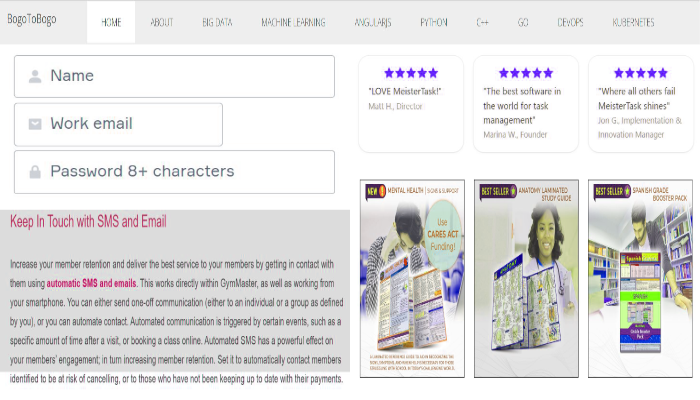 BogoToBogo
HOME
ABOUT
BIG DATA
MACHINE LEARNING
ANGULARJS
PYTHON
C++
GO
DEVOPS
KUBERNETES
Name
Work email
Password 8+ characters
"LOVE MeisterTask!"
Matt H., Director
"The best software in
the world for task
management"
Marina W., Founder
"Where all others fail
MeisterTask shines"
Jon G., Implementation &
Innovation Manager
Keep In Touch with SMS and Email
Increase your member retention and deliver the best service to your members by getting in contact with
them using automatic SMS and emails. This works directly within GymMaster, as well as working from
your smartphone. You can either send one-off communication (either to an individual or a group as defined
by you), or you can automate contact. Automated communication is triggered by certain events, such as a
specific amount of time after a visit, or booking a class online. Automated SMS has a powerful effect on
your members' engagement; in turn increasing member retention. Set it to automatically contact members
identified to be at risk of cancelling, or to those who have not been keeping up to date with their payments.
NEW
MENTAL HEALTH | SIGNS & SUPPORT
Use
CARES ACT
Funding!
BEST SELLER
ANATOMY LAMINATED
STUDY GUIDE
BEST SELLER
SPANISH GRADE
BOOSTER PACK
SPANISH
Grade Booster
Pack